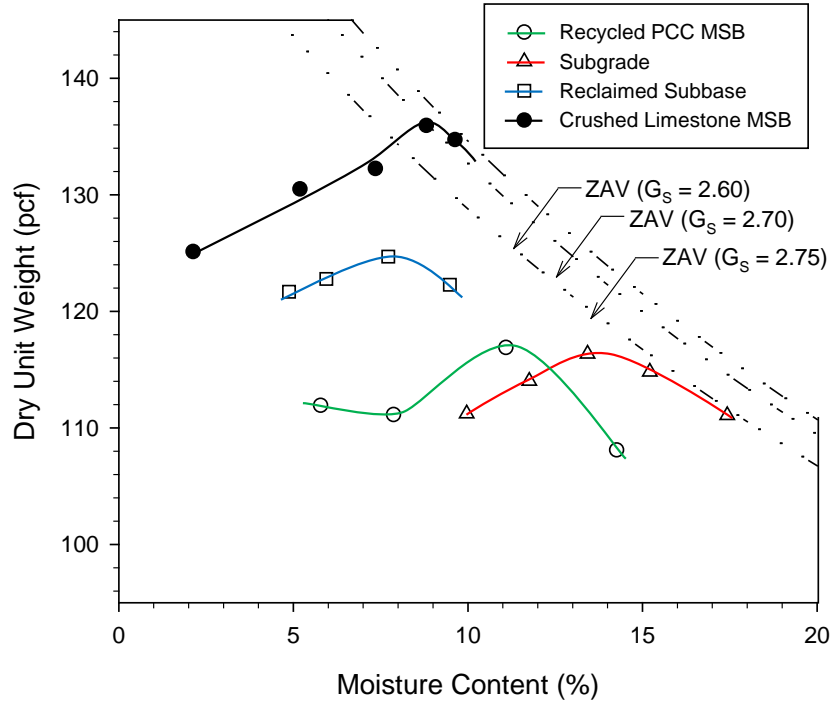 Recycled PCC MSB
Subgrade
Reclaimed Subbase
Crushed Limestone MSB
ZAV (GS = 2.60)
ZAV (GS = 2.70)
ZAV (GS = 2.75)
Dry Unit Weight (pcf)
140
130
120
110
100
0 5 10 15 20
Moisture Content (%)